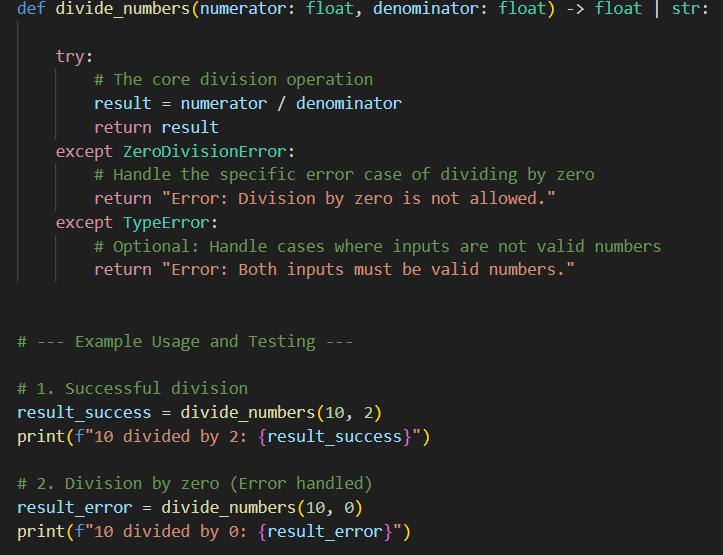 def divide_numbers(numerator: float, denominator: float) -> float | str:
    try:
        # The core division operation
        result = numerator / denominator
        return result
    except ZeroDivisionError:
        # Handle the specific error case of dividing by zero
        return "Error: Division by zero is not allowed."
    except TypeError:
        # Optional: Handle cases where inputs are not valid numbers
        return "Error: Both inputs must be valid numbers."
# --- Example Usage and Testing ---
# 1. Successful division
result_success = divide_numbers(10, 2)
print(f"10 divided by 2: {result_success}")
# 2. Division by zero (Error handled)
result_error = divide_numbers(10, 0)
print(f"10 divided by 0: {result_error}")